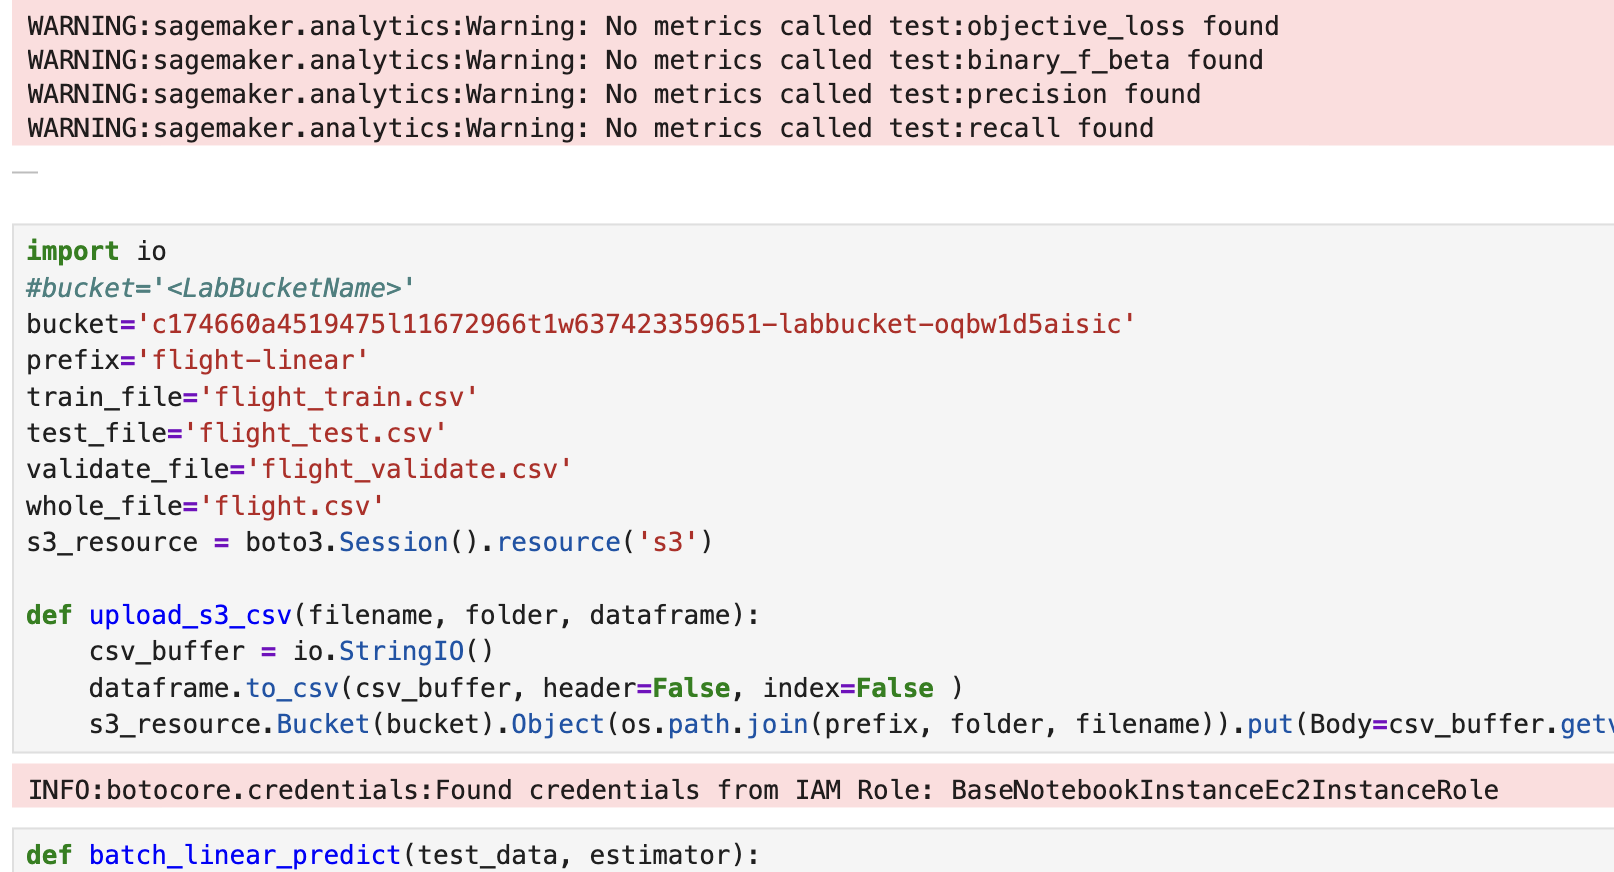 WARNING:sagemaker.analytics:Warning: No metrics called test:objective_loss found
WARNING:sagemaker.analytics:Warning: No metrics called test:binary_f_beta found
WARNING:sagemaker.analytics:Warning: No metrics called test:precision found
WARNING:sagemaker.analytics:Warning: No metrics called test:recall found
import io
#bucket='<LabBucketName>'
bucket='c174660a4519475l11672966t1w637423359651-labbucket-oqbw1d5aisic'
prefix='flight-linear'
train_file='flight_train.csv'
test_file='flight_test.csv'
validate_file='flight_validate.csv'
whole_file='flight.csv'
s3_resource = boto3.Session().resource('s3')
def upload_s3_csv(filename, folder, dataframe):
    csv_buffer = io.StringIO()
    dataframe.to_csv(csv_buffer, header=False, index=False )
    s3_resource.Bucket(bucket).Object(os.path.join(prefix, folder, filename)).put(Body=csv_buffer.getv
INFO:botocore.credentials:Found credentials from IAM Role: BaseNotebookInstanceEc2InstanceRole
def batch_linear_predict(test_data, estimator):